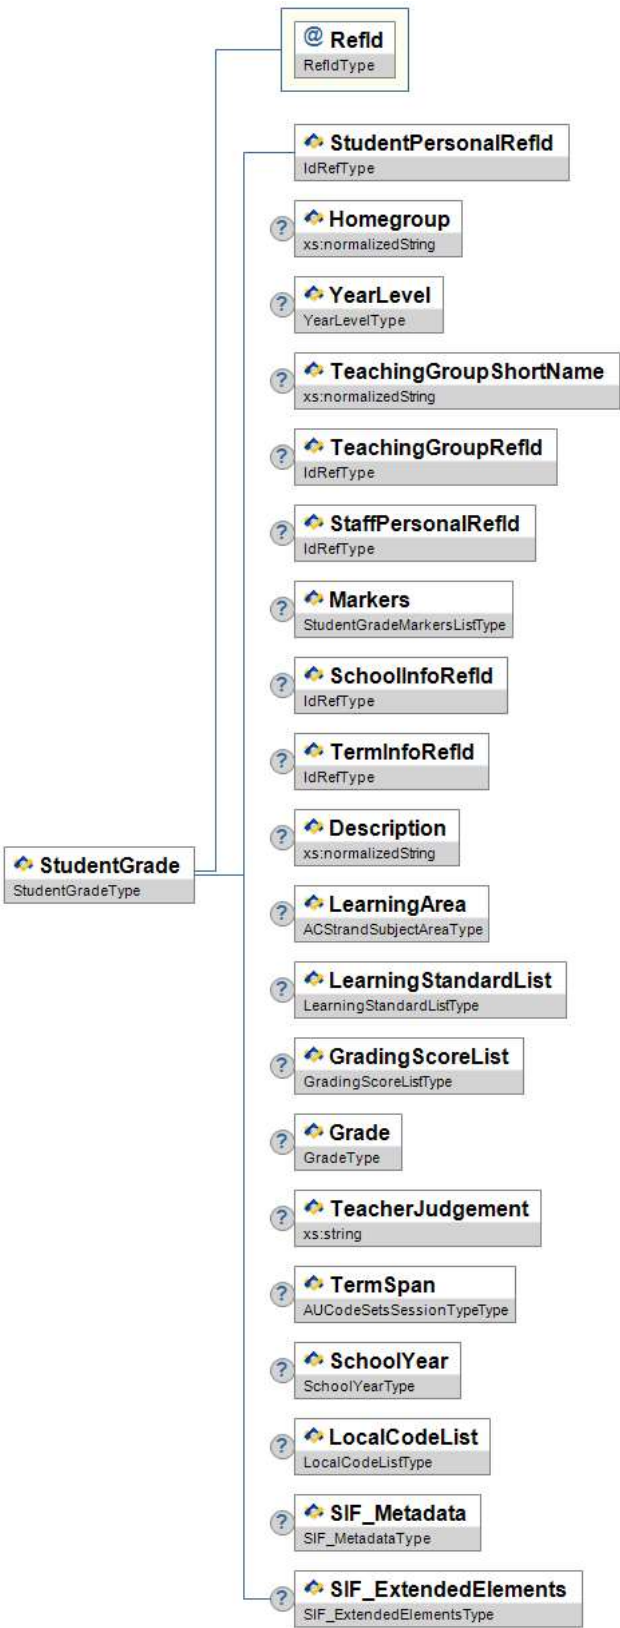 @ RefId
RefIdType
StudentPersonalRefId
IdRefType
? Homegroup
xs:normalizedString
? YearLevel
YearLevelType
? TeachingGroupShortName
xs:normalizedString
? TeachingGroupRefId
IdRefType
? StaffPersonalRefId
IdRefType
? Markers
StudentGradeMarkersListType
? SchoolInfoRefId
IdRefType
? TermInfoRefId
IdRefType
? Description
xs:normalizedString
StudentGrade
StudentGradeType
? LearningArea
ACStrandSubjectAreaType
? LearningStandardList
LearningStandardListType
? GradingScoreList
GradingScoreListType
? Grade
GradeType
? TeacherJudgement
xs:string
? TermSpan
AUCodeSetsSessionTypeType
? SchoolYear
SchoolYearType
? LocalCodeList
LocalCodeListType
? SIF_Metadata
SIF_MetadataType
? SIF_ExtendedElements
SIF_ExtendedElementsType